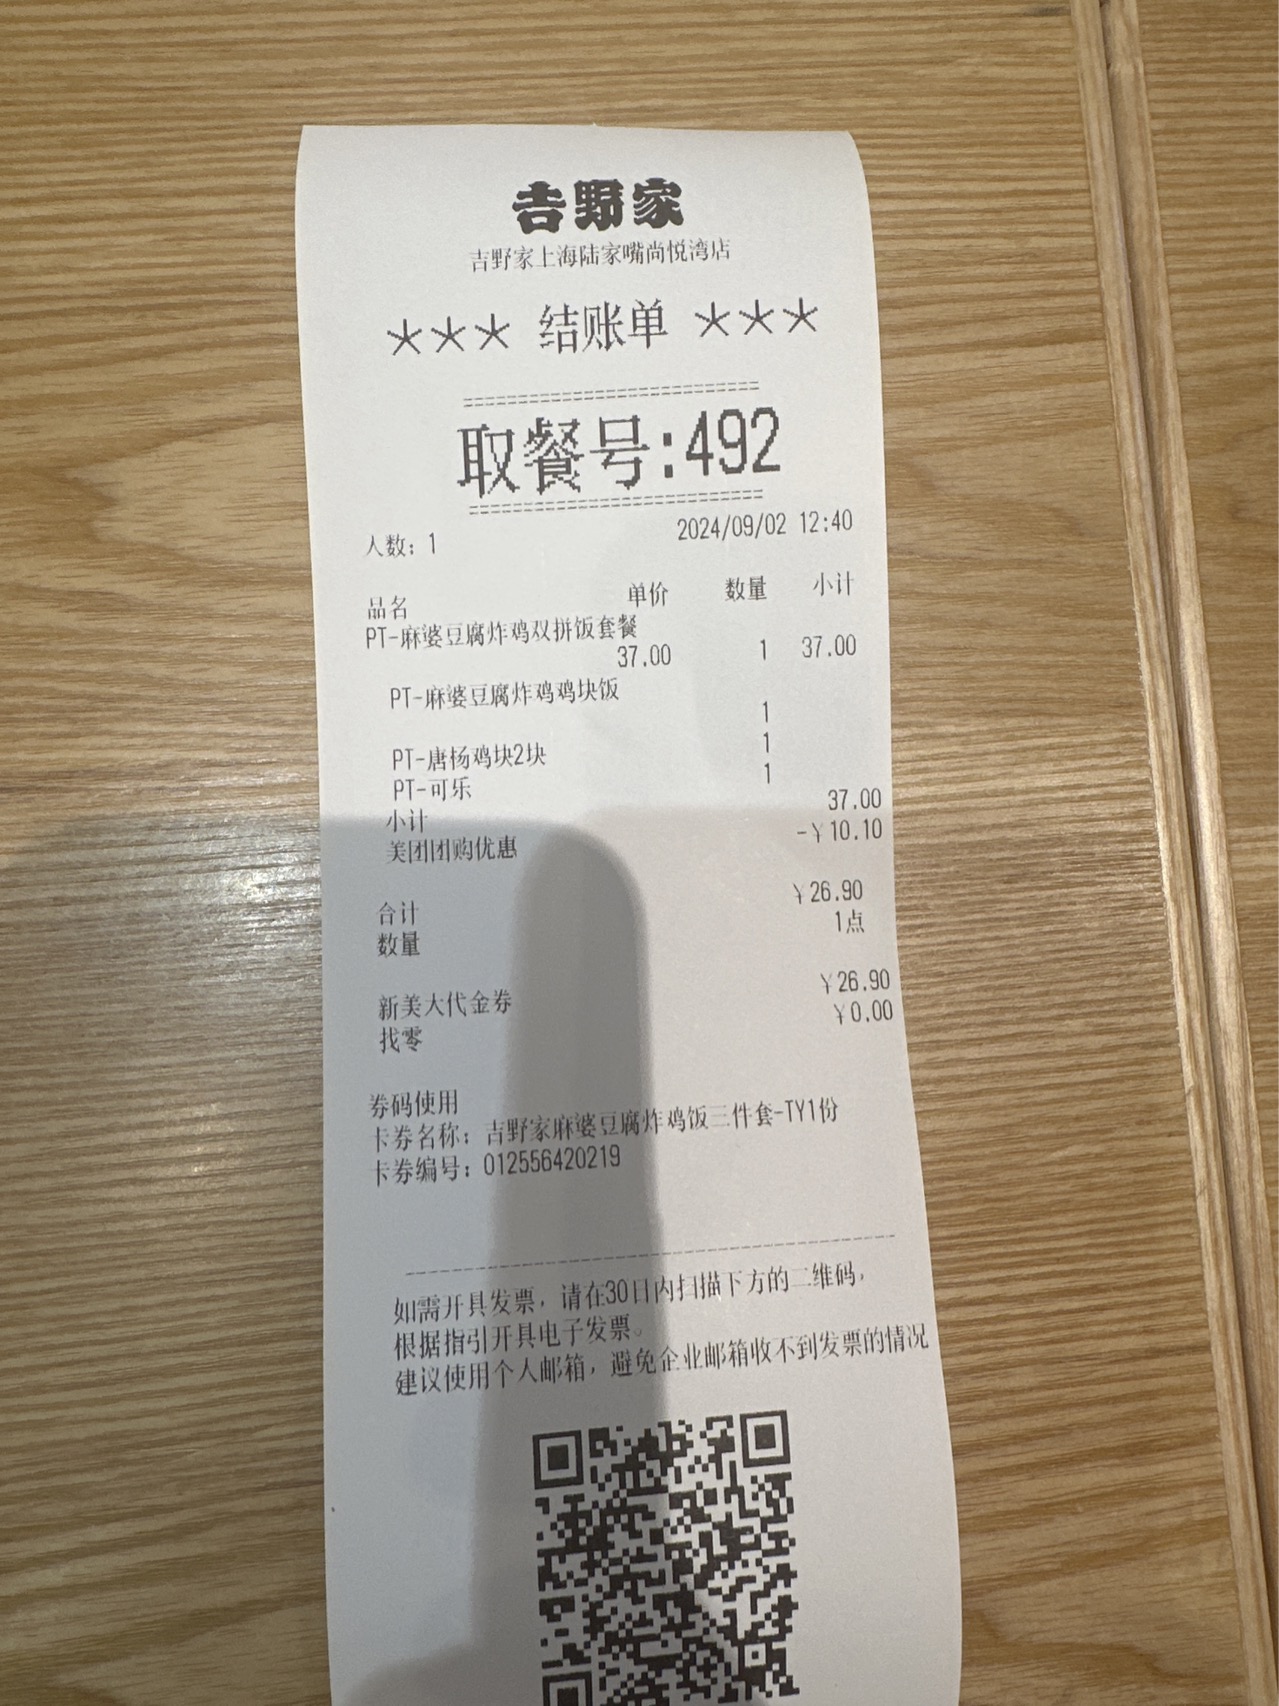 吉野家
吉野家上海陆家嘴尚悦湾店
*** 结账单 ***
==============================
取餐号:492
==============================
人数: 1 2024/09/02 12:40
品名 单价 数量 小计
PT-麻婆豆腐炸鸡双拼饭套餐
37.00 1 37.00
PT-麻婆豆腐炸鸡鸡块饭
1
PT-唐杨鸡块2块 1
PT-可乐 1
小计 37.00
美团团购优惠 -￥10.10
合计 ￥26.90
数量 1点
新美大代金券 ￥26.90
找零 ￥0.00
券码使用
卡券名称: 吉野家麻婆豆腐炸鸡饭三件套-TY1份
卡券编号: 012556420219
如需开具发票，请在30日内扫描下方的二维码，
根据指引开具电子发票。
建议使用个人邮箱，避免企业邮箱收不到发票的情况